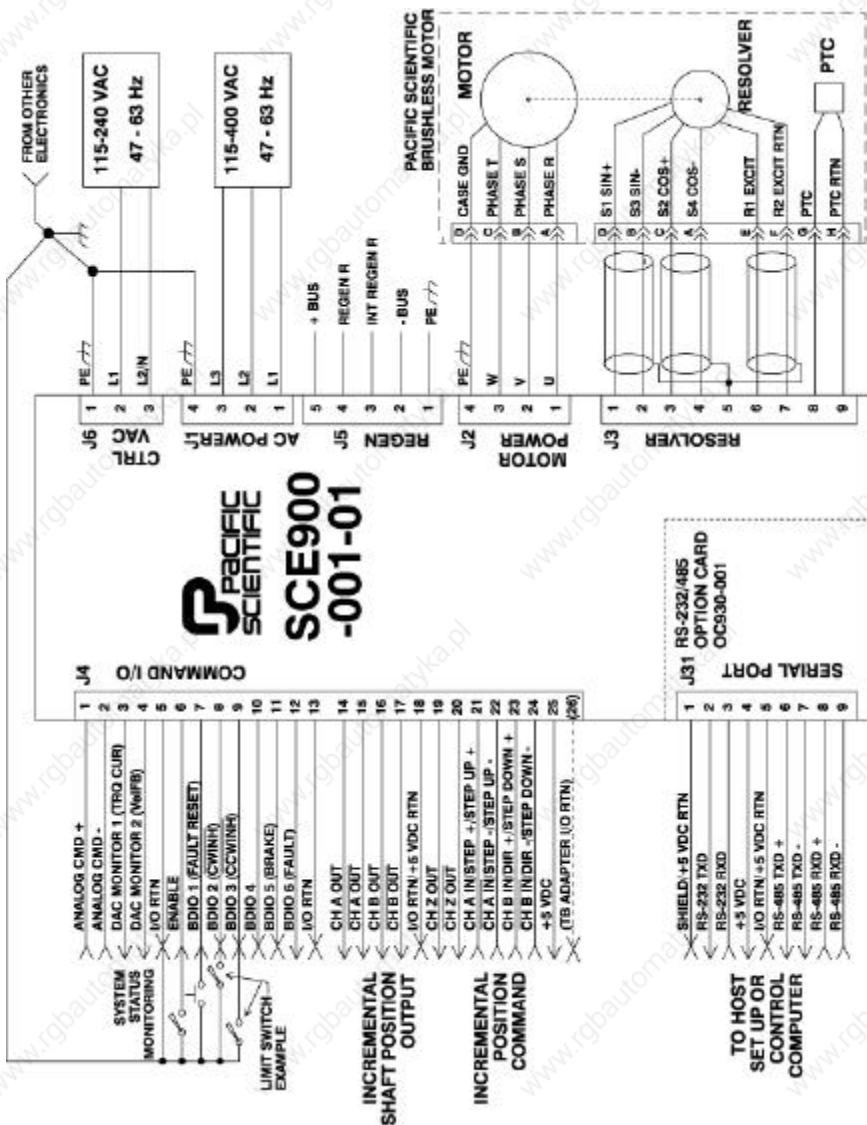 FROM OTHER
ELECTRONICS
115-240 VAC
47 - 63 Hz
115-400 VAC
47 - 63 Hz
PE
L1
L2/N
PE
L3
L2
L1
+ BUS
REGEN R
INT REGEN R
- BUS
PE
PE
W
V
U
J6
CTRL
VAC
1
2
3
J1
AC POWER
4
3
2
1
J5
REGEN
5
4
3
2
1
J2
MOTOR
POWER
4
3
2
1
J3
RESOLVER
1
2
3
4
5
6
7
8
9
PACIFIC SCIENTIFIC
BRUSHLESS MOTOR
MOTOR
D CASE GND
C PHASE T
B PHASE S
A PHASE R
RESOLVER
D S1 SIN+
B S3 SIN-
C S2 COS+
A S4 COS-
E R1 EXCIT
F R2 EXCIT RTN
G PTC
H PTC RTN
PTC
PACIFIC
SCIENTIFIC
SCE900
-001-01
J4
COMMAND I/O
1 ANALOG CMD +
2 ANALOG CMD -
3 DAC MONITOR 1 (TRQ CUR)
4 DAC MONITOR 2 (VelFB)
5 I/O RTN
6 ENABLE
7 BDIO 1 (FAULT RESET)
8 BDIO 2 (CWINH)
9 BDIO 3 (CCWINH)
10 BDIO 4
11 BDIO 5 (BRAKE)
12 BDIO 6 (FAULT)
13 I/O RTN
14 CH A OUT
15 CH A OUT
16 CH B OUT
17 CH B OUT
18 I/O RTN/+5 VDC RTN
19 CH Z OUT
20 CH Z OUT
21 CH A IN/STEP +/STEP UP +
22 CH A IN/STEP -/STEP UP -
23 CH B IN/DIR +/STEP DOWN +
24 CH B IN/DIR -/STEP DOWN -
25 +5 VDC
(26) (TB ADAPTER I/O RTN)
SYSTEM
STATUS
MONITORING
LIMIT SWITCH
EXAMPLE
INCREMENTAL
SHAFT POSITION
OUTPUT
INCREMENTAL
POSITION
COMMAND
J31
RS-232/485
OPTION CARD
OC930-001
SERIAL PORT
1 SHIELD/+5 VDC RTN
2 RS-232 TXD
3 RS-232 RXD
4 +5 VDC
5 I/O RTN/+5 VDC RTN
6 RS-485 TXD +
7 RS-485 TXD -
8 RS-485 RXD +
9 RS-485 RXD -
TO HOST
SET UP OR
CONTROL
COMPUTER
www.rgbautomatyka.pl